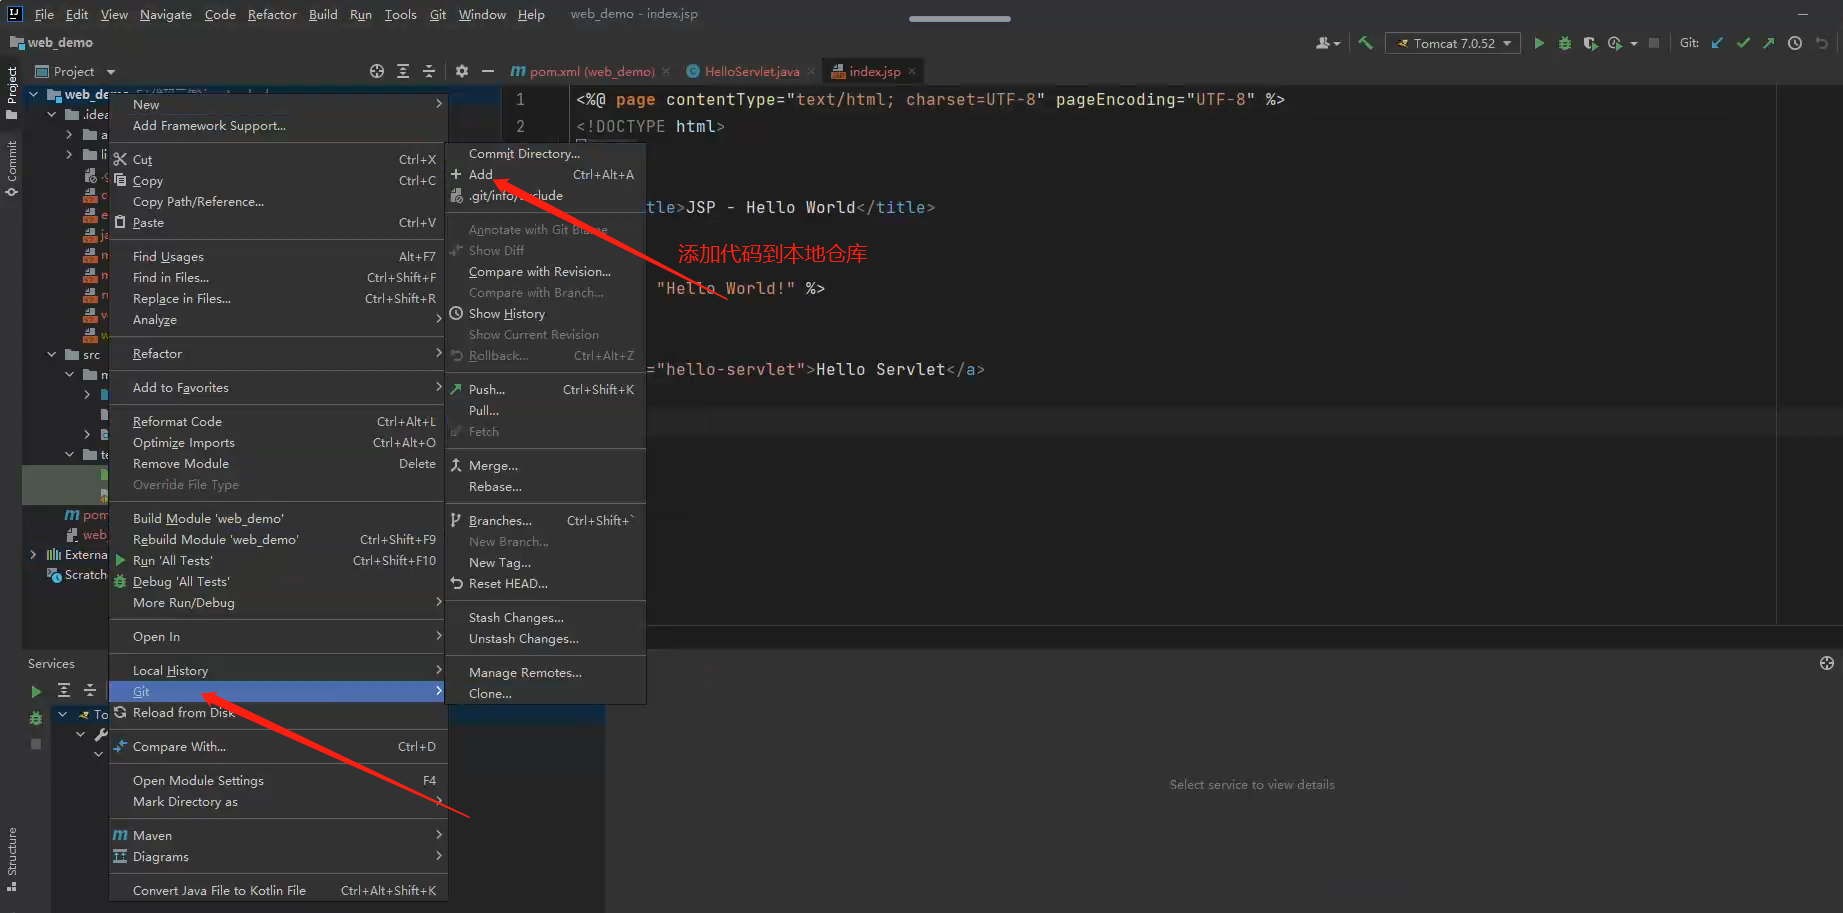 File Edit View Navigate Code Refactor Build Run Tools Git Window Help web_demo - index.jsp
web_demo
Tomcat 7.0.52 Git:
Project
pom.xml (web_demo) HelloServlet.java index.jsp
Project
Commit
Structure
web_de
.idea
src
pom
web_
Externa
Scratch
New
Add Framework Support...
Cut Ctrl+X
Copy Ctrl+C
Copy Path/Reference...
Paste Ctrl+V
Find Usages Alt+F7
Find in Files... Ctrl+Shift+F
Replace in Files... Ctrl+Shift+R
Analyze
Refactor
Add to Favorites
Reformat Code Ctrl+Alt+L
Optimize Imports Ctrl+Alt+O
Remove Module Delete
Override File Type
Build Module 'web_demo'
Rebuild Module 'web_demo' Ctrl+Shift+F9
Run 'All Tests' Ctrl+Shift+F10
Debug 'All Tests'
More Run/Debug
Open In
Local History
Git
Reload from Disk
Compare With... Ctrl+D
Open Module Settings F4
Mark Directory as
Maven
Diagrams
Convert Java File to Kotlin File Ctrl+Alt+Shift+K
Commit Directory...
Add Ctrl+Alt+A
.git/info/exclude
Annotate with Git Blame
Show Diff
Compare with Revision...
Compare with Branch...
Show History
Show Current Revision
Rollback... Ctrl+Alt+Z
Push... Ctrl+Shift+K
Pull...
Fetch
Merge...
Rebase...
Branches... Ctrl+Shift+`
New Branch...
New Tag...
Reset HEAD...
Stash Changes...
Unstash Changes...
Manage Remotes...
Clone...
1 <%@ page contentType="text/html; charset=UTF-8" pageEncoding="UTF-8" %>
2 <!DOCTYPE html>
tle>JSP - Hello World</title>
添加代码到本地仓库
"Hello World!" %>
="hello-servlet">Hello Servlet</a>
Services
To
Select service to view details